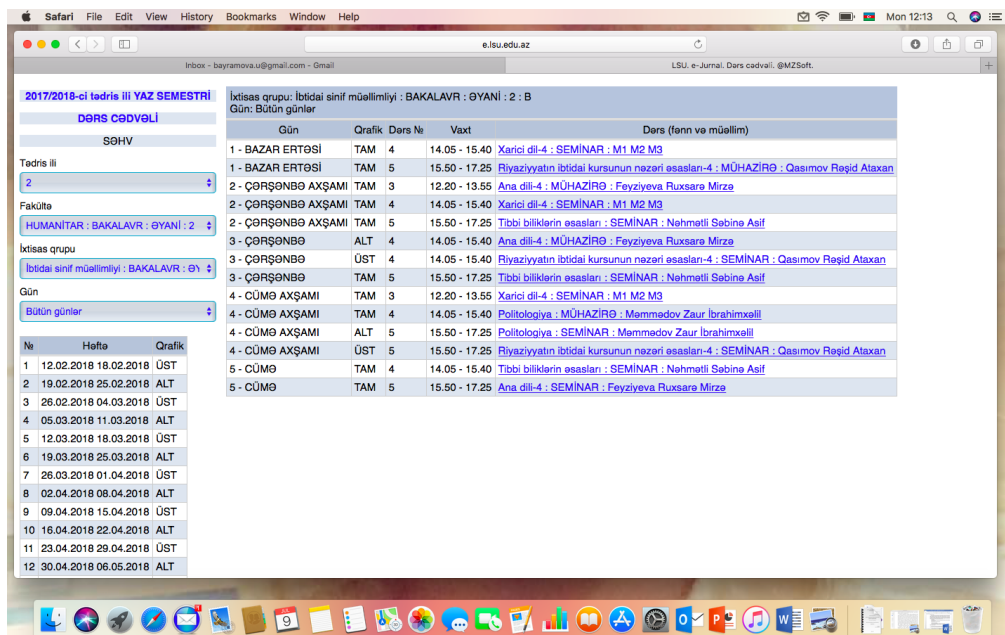 Safari File Edit View History Bookmarks Window Help Mon 12:13
e.lsu.edu.az
Inbox - bayramova.u@gmail.com - Gmail
LSU. e-Jurnal. Dərs cədvəli. @MZSoft.
2017/2018-ci tədris ili YAZ SEMESTRİ
DƏRS CƏDVƏLİ
SƏHV
Tədris ili
2
Fakültə
HUMANİTAR : BAKALAVR : ƏYANİ : 2
İxtisas qrupu
İbtidai sinif müəllimliyi : BAKALAVR : ƏY
Gün
Bütün günlər
№ Həftə Qrafik
1 12.02.2018 18.02.2018 ÜST
2 19.02.2018 25.02.2018 ALT
3 26.02.2018 04.03.2018 ÜST
4 05.03.2018 11.03.2018 ALT
5 12.03.2018 18.03.2018 ÜST
6 19.03.2018 25.03.2018 ALT
7 26.03.2018 01.04.2018 ÜST
8 02.04.2018 08.04.2018 ALT
9 09.04.2018 15.04.2018 ÜST
10 16.04.2018 22.04.2018 ALT
11 23.04.2018 29.04.2018 ÜST
12 30.04.2018 06.05.2018 ALT
İxtisas qrupu: İbtidai sinif müəllimliyi : BAKALAVR : ƏYANİ : 2 : B
Gün: Bütün günlər
Gün Qrafik Dərs № Vaxt Dərs (fənn və müəllim)
1 - BAZAR ERTƏSİ TAM 4 14.05 - 15.40 Xarici dil-4 : SEMİNAR : M1 M2 M3
1 - BAZAR ERTƏSİ TAM 5 15.50 - 17.25 Riyaziyyatın ibtidai kursunun nəzəri əsasları-4 : MÜHAZİRƏ : Qasımov Rəşid Ataxan
2 - ÇƏRŞƏNBƏ AXŞAMI TAM 3 12.20 - 13.55 Ana dili-4 : MÜHAZİRƏ : Feyziyeva Ruxsarə Mirzə
2 - ÇƏRŞƏNBƏ AXŞAMI TAM 4 14.05 - 15.40 Xarici dil-4 : SEMİNAR : M1 M2 M3
2 - ÇƏRŞƏNBƏ AXŞAMI TAM 5 15.50 - 17.25 Tibbi biliklərin əsasları : SEMİNAR : Nəhmətli Səbinə Asif
3 - ÇƏRŞƏNBƏ ALT 4 14.05 - 15.40 Ana dili-4 : MÜHAZİRƏ : Feyziyeva Ruxsarə Mirzə
3 - ÇƏRŞƏNBƏ ÜST 4 14.05 - 15.40 Riyaziyyatın ibtidai kursunun nəzəri əsasları-4 : SEMİNAR : Qasımov Rəşid Ataxan
3 - ÇƏRŞƏNBƏ TAM 5 15.50 - 17.25 Tibbi biliklərin əsasları : SEMİNAR : Nəhmətli Səbinə Asif
4 - CÜMƏ AXŞAMI TAM 3 12.20 - 13.55 Xarici dil-4 : SEMİNAR : M1 M2 M3
4 - CÜMƏ AXŞAMI TAM 4 14.05 - 15.40 Politologiya : MÜHAZİRƏ : Məmmədov Zaur İbrahimxəlil
4 - CÜMƏ AXŞAMI ALT 5 15.50 - 17.25 Politologiya : SEMİNAR : Məmmədov Zaur İbrahimxəlil
4 - CÜMƏ AXŞAMI ÜST 5 15.50 - 17.25 Riyaziyyatın ibtidai kursunun nəzəri əsasları-4 : SEMİNAR : Qasımov Rəşid Ataxan
5 - CÜMƏ TAM 4 14.05 - 15.40 Tibbi biliklərin əsasları : SEMİNAR : Nəhmətli Səbinə Asif
5 - CÜMƏ TAM 5 15.50 - 17.25 Ana dili-4 : SEMİNAR : Feyziyeva Ruxsarə Mirzə
9